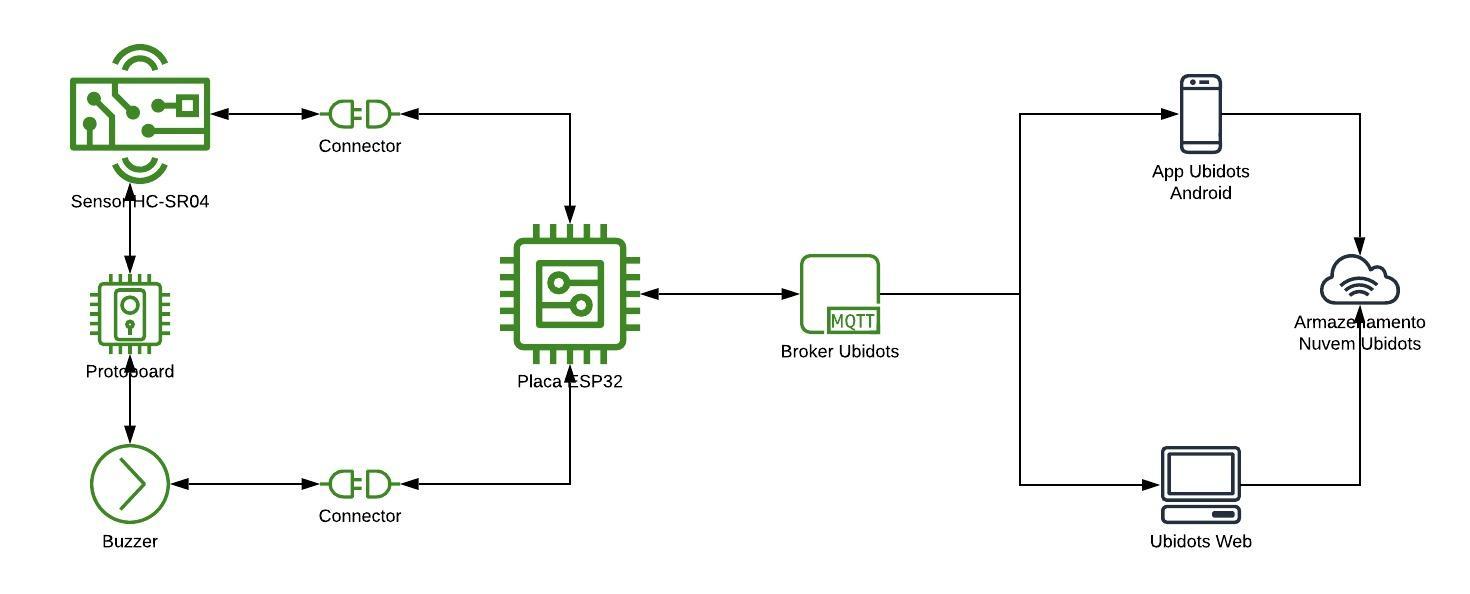 Connector
Sensor HC-SR04
Protoboard
Buzzer
Connector
Placa ESP32
MQTT
Broker Ubidots
App Ubidots
Android
Armazenamento
Nuvem Ubidots
Ubidots Web